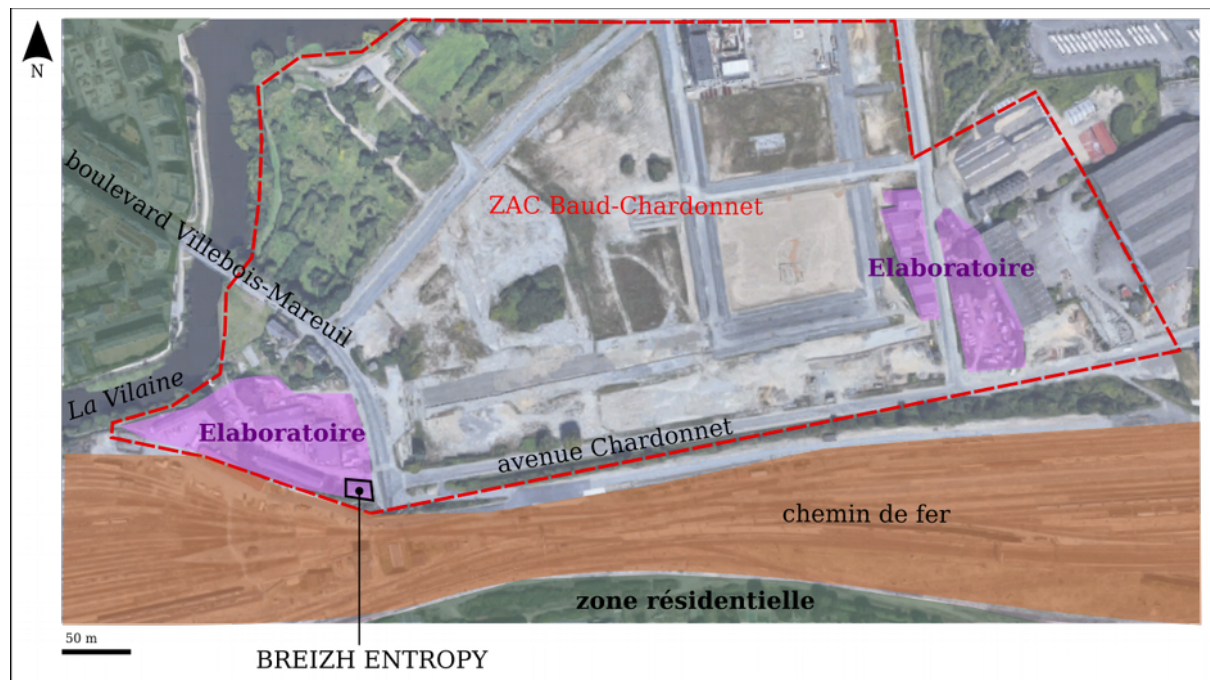 N
boulevard Villebois-Mareuil
ZAC Baud-Chardonnet
Elaboratoire
La Vilaine
Elaboratoire
avenue Chardonnet
chemin de fer
zone résidentielle
50 m
BREIZH ENTROPY